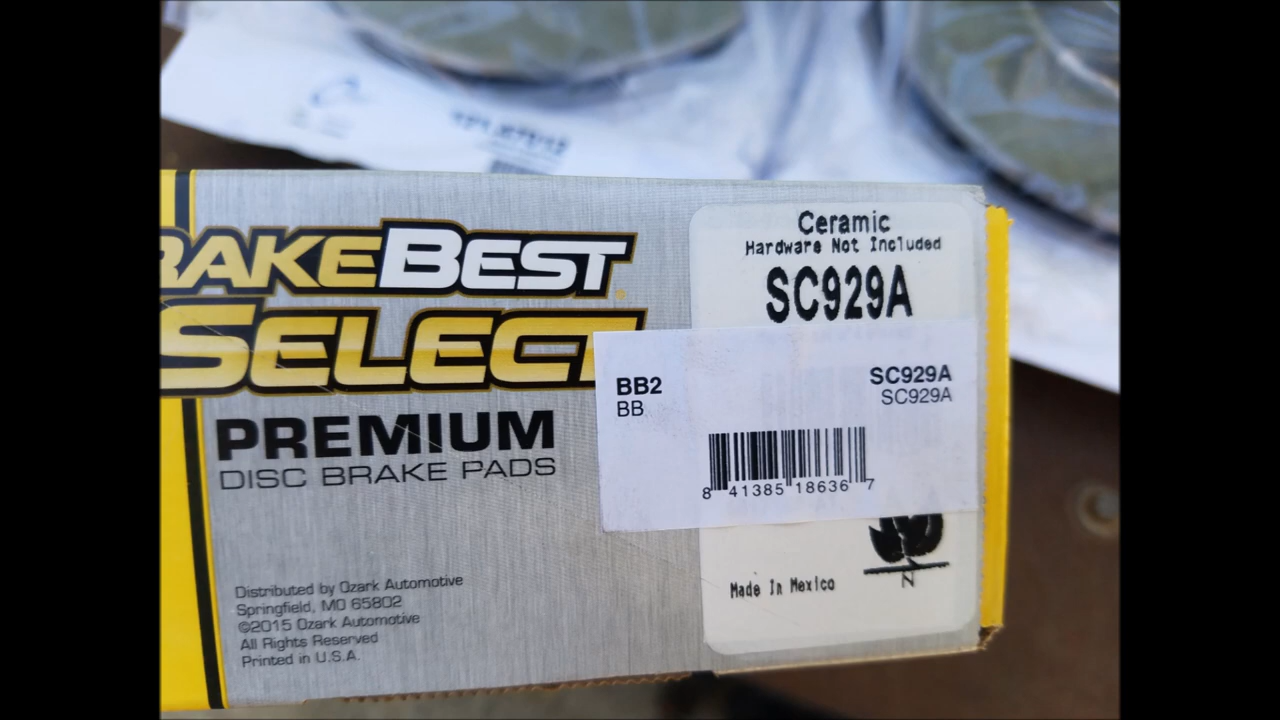 RAKEBEST
SELECT
PREMIUM
DISC BRAKE PADS
Distributed by Ozark Automotive
Springfield, MO 65802
©2015 Ozark Automotive
All Rights Reserved
Printed in U.S.A.
Ceramic
Hardware Not Included
SC929A
BB2
BB
SC929A
SC929A
8 41385 18636 7
Made In Mexico
N